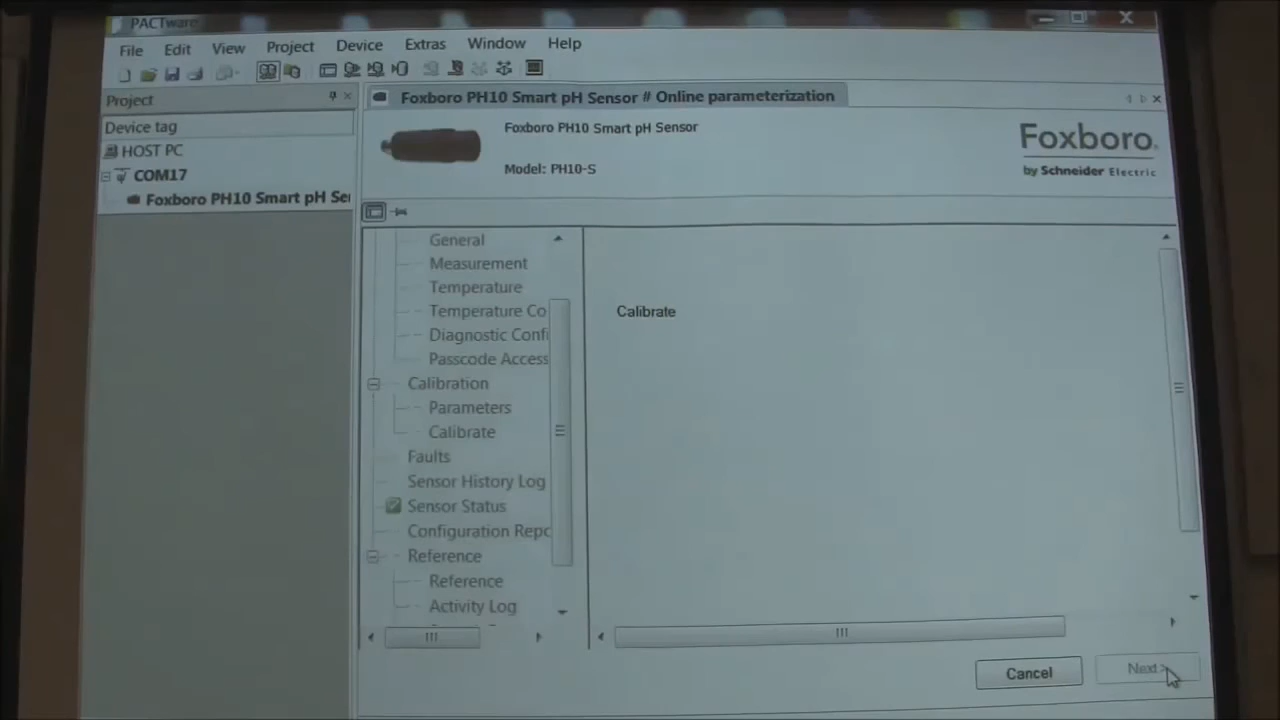 PACTware
File Edit View Project Device Extras Window Help
Project
Foxboro PH10 Smart pH Sensor # Online parameterization
Device tag
HOST PC
COM17
Foxboro PH10 Smart pH Se
Foxboro PH10 Smart pH Sensor
Model: PH10-S
Foxboro
by Schneider Electric
General
Measurement
Temperature
Temperature Co
Diagnostic Confi
Passcode Access
Calibration
Parameters
Calibrate
Faults
Sensor History Log
Sensor Status
Configuration Repo
Reference
Reference
Activity Log
Calibrate
Cancel
Next >